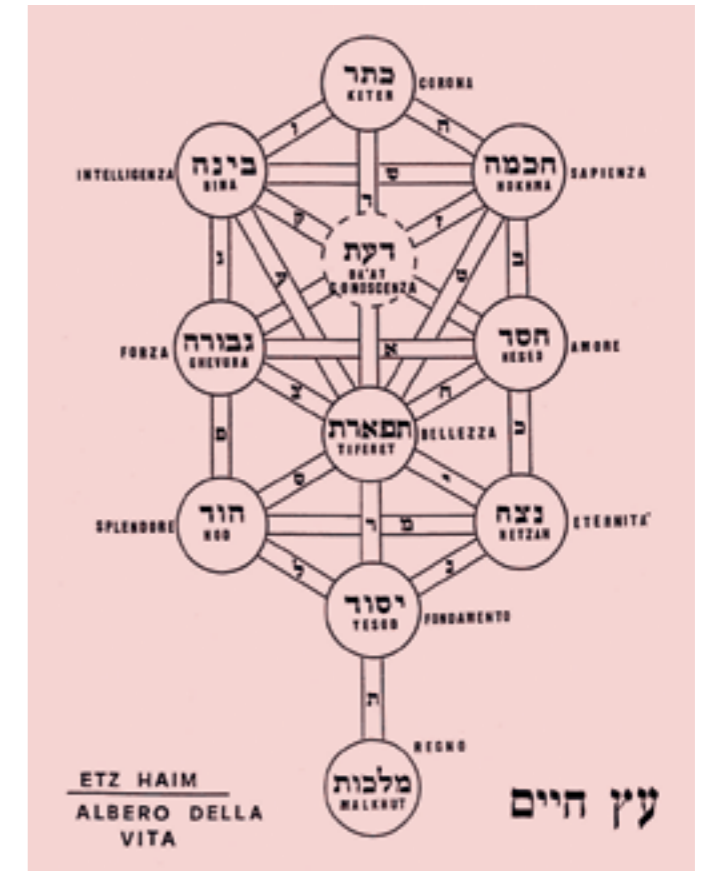 כתר
KETER
CORONA
בינה
BINA
INTELLIGENZA
חכמה
HOKHMA
SAPIENZA
ו
ה
ש
ר
ק
ז
דעת
DA'AT
CONOSCENZA
ע
ט
ב
גבורה
GHEVURA
FORZA
א
חסד
HESED
AMORE
צ
ח
תפארת
TIFERET
BELLEZZA
פ
כ
ס
י
הוד
HOD
SPLENDORE
מ
נצח
NETZAH
ETERNITA'
ל
יסוד
YESOD
FONDAMENTO
ת
REGNO
מלכות
MALKHUT
ETZ HAIM
ALBERO DELLA
VITA
עץ חיים